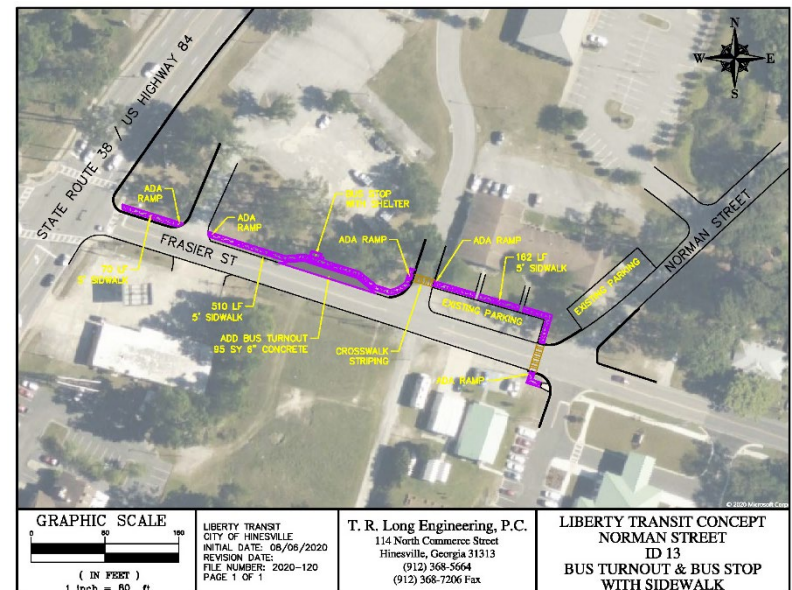 N
W E
S
STATE ROUTE 38 / US HIGHWAY 84
ADA
RAMP
ADA
RAMP
BUS STOP
WITH SHELTER
ADA RAMP
ADA RAMP
162 LF
5' SIDWALK
NORMAN STREET
EXISTING PARKING
FRASIER ST
77 LF
5' SIDWALK
510 LF
5' SIDWALK
EXISTING PARKING
ADD BUS TURNOUT
95 SY 6" CONCRETE
CROSSWALK
STRIPING
ADA RAMP
© 2020 Microsoft Corp
GRAPHIC SCALE
( IN FEET )
1 inch = 60 ft.
LIBERTY TRANSIT
CITY OF HINESVILLE
INITIAL DATE: 08/06/2020
REVISION DATE:
FILE NUMBER: 2020-120
PAGE 1 OF 1
T. R. Long Engineering, P.C.
114 North Commerce Street
Hinesville, Georgia 31313
(912) 368-5664
(912) 368-7206 Fax
LIBERTY TRANSIT CONCEPT
NORMAN STREET
ID 13
BUS TURNOUT & BUS STOP
WITH SIDEWALK